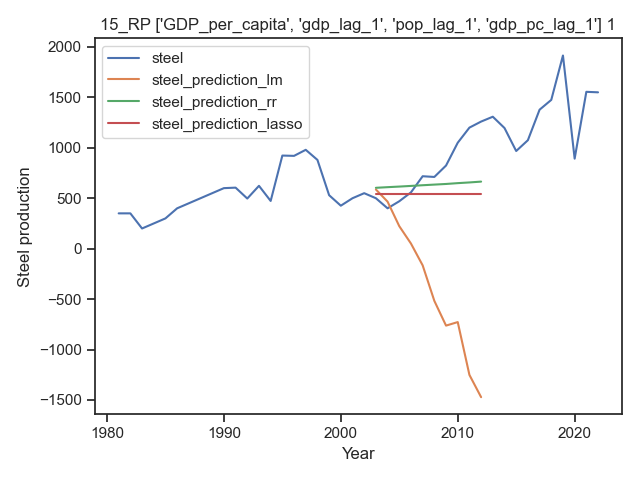 15_RP ['GDP_per_capita', 'gdp_lag_1', 'pop_lag_1', 'gdp_pc_lag_1'] 1
steel
steel_prediction_lm
steel_prediction_rr
steel_prediction_lasso
Steel production
2000
1500
1000
500
0
−500
−1000
−1500
1980
1990
2000
2010
2020
Year